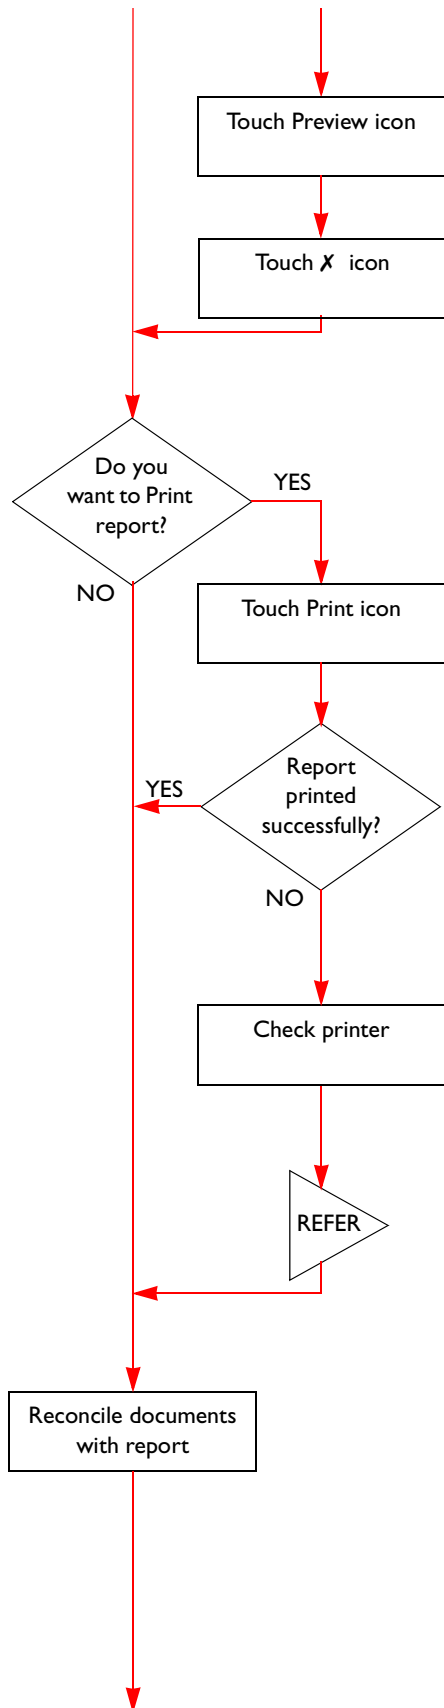 Touch Preview icon
Touch ✗ icon
Do you
want to Print
report?
YES
NO
Touch Print icon
Report
printed
successfully?
YES
NO
Check printer
REFER
Reconcile documents
with report